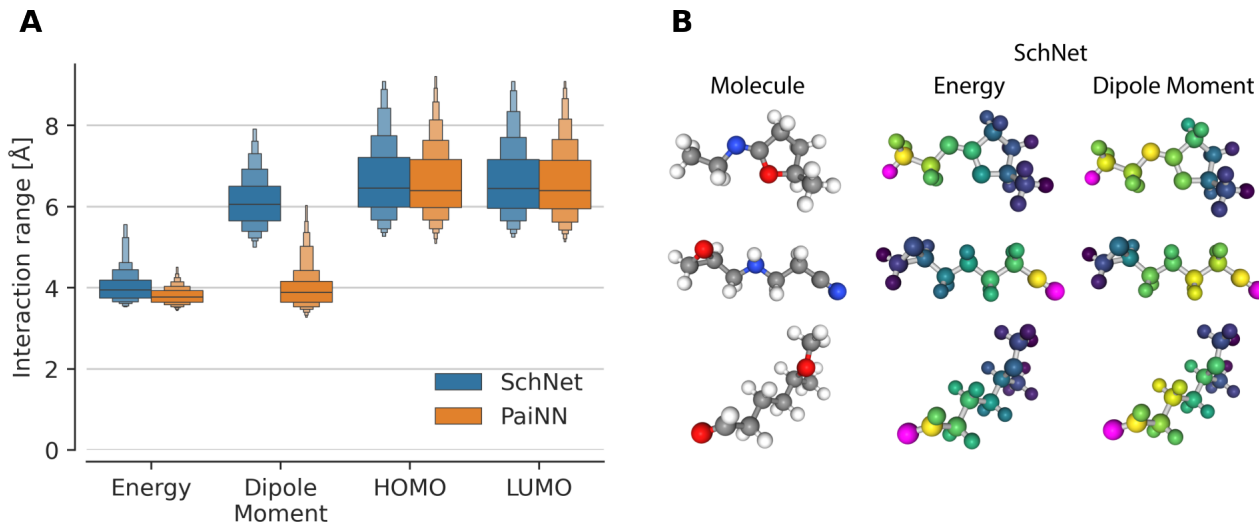 A
Interaction range [Å]
8
6
4
2
0
SchNet
PaiNN
Energy
Dipole
Moment
HOMO
LUMO
B
SchNet
Molecule
Energy
Dipole Moment